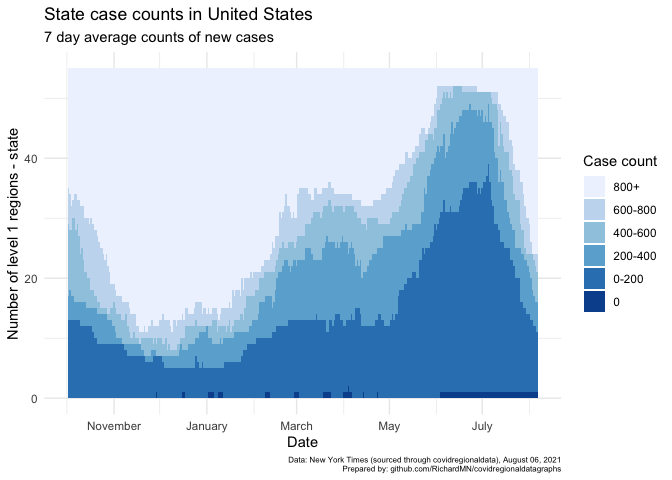 State case counts in United States
7 day average counts of new cases
Number of level 1 regions - state
40
20
0
November January March May July
Date
Case count
800+
600-800
400-600
200-400
0-200
0
Data: New York Times (sourced through covidregionaldata), August 06, 2021
Prepared by: github.com/RichardMN/covidregionaldatagraphs